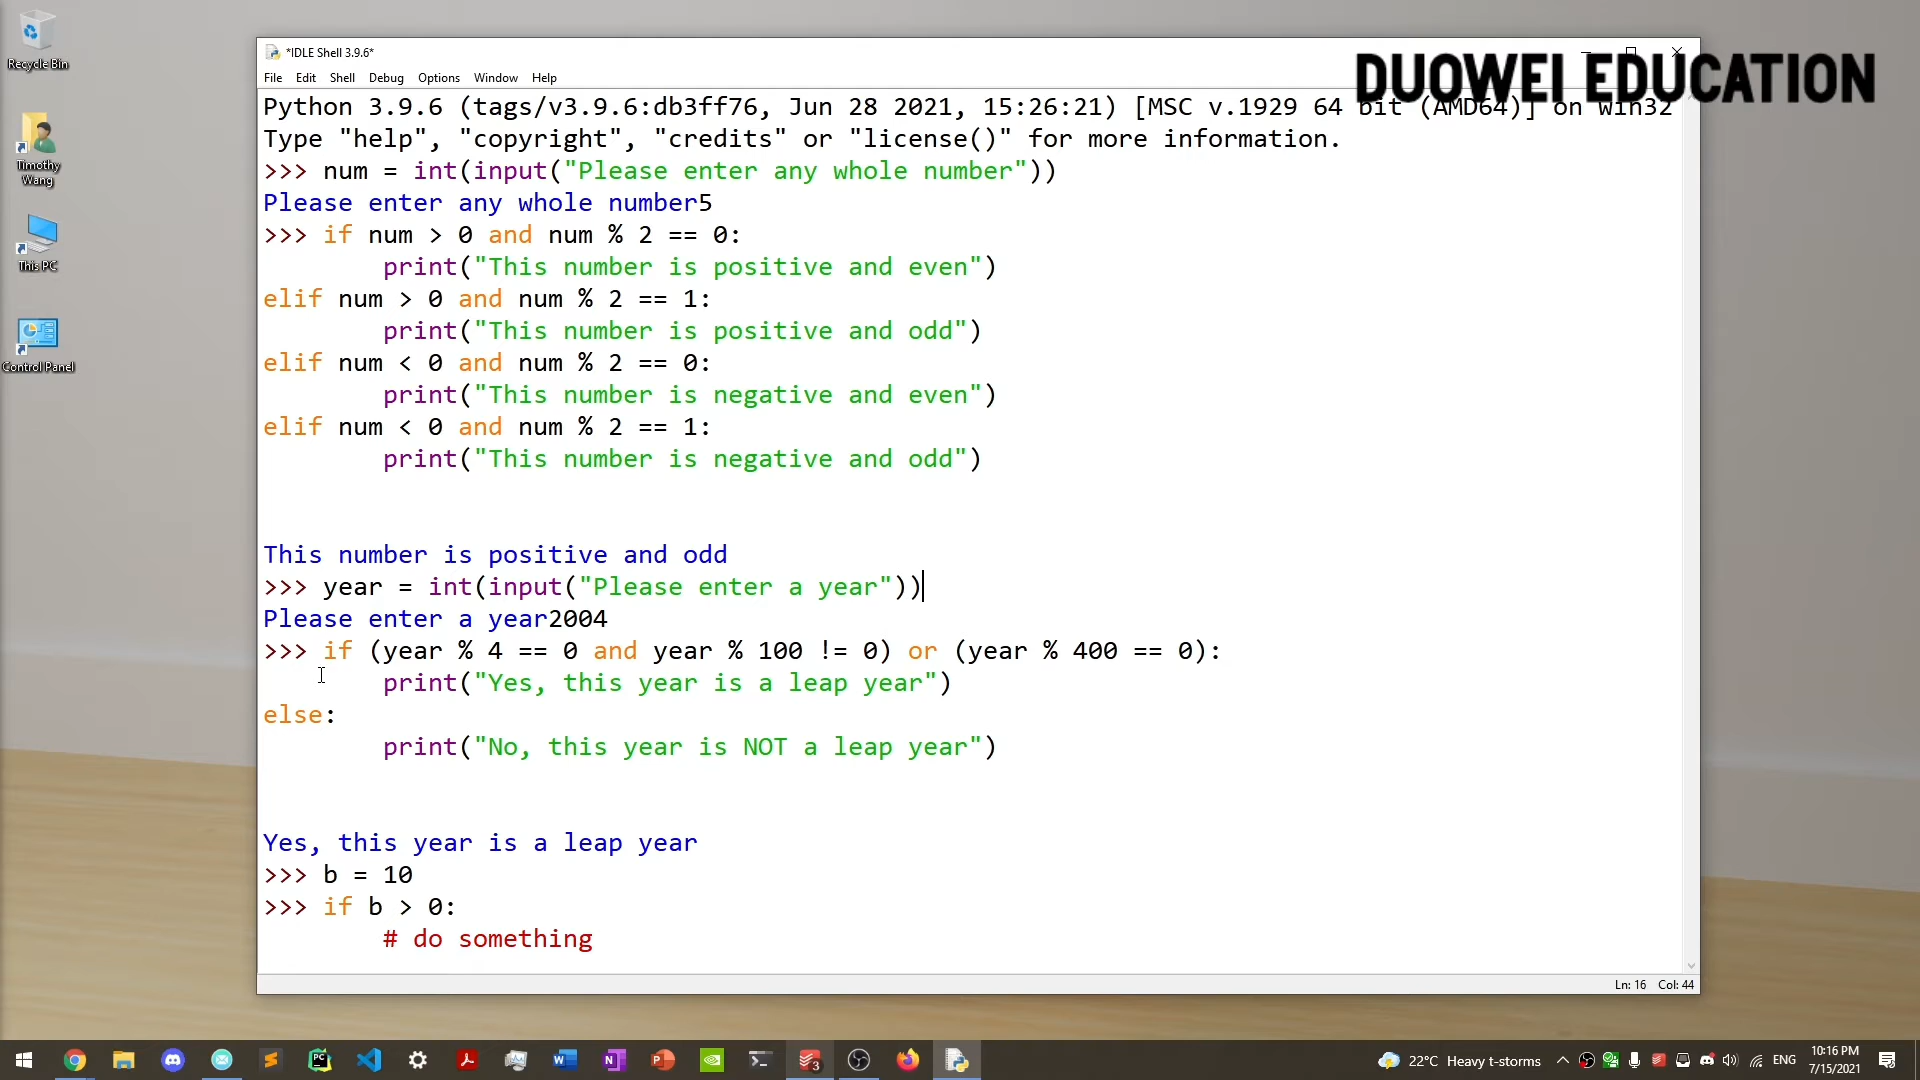 Recycle Bin
Timothy
Wang
This PC
Control Panel
*IDLE Shell 3.9.6*
File Edit Shell Debug Options Window Help
DUOWEI EDUCATION
Python 3.9.6 (tags/v3.9.6:db3ff76, Jun 28 2021, 15:26:21) [MSC v.1929 64 bit (AMD64)] on win32
Type "help", "copyright", "credits" or "license()" for more information.
>>> num = int(input("Please enter any whole number"))
Please enter any whole number5
>>> if num > 0 and num % 2 == 0:
        print("This number is positive and even")
elif num > 0 and num % 2 == 1:
        print("This number is positive and odd")
elif num < 0 and num % 2 == 0:
        print("This number is negative and even")
elif num < 0 and num % 2 == 1:
        print("This number is negative and odd")
This number is positive and odd
>>> year = int(input("Please enter a year"))
Please enter a year2004
>>> if (year % 4 == 0 and year % 100 != 0) or (year % 400 == 0):
        print("Yes, this year is a leap year")
else:
        print("No, this year is NOT a leap year")
Yes, this year is a leap year
>>> b = 10
>>> if b > 0:
        # do something
Ln: 16 Col: 44
22°C Heavy t-storms
ENG
10:16 PM
7/15/2021